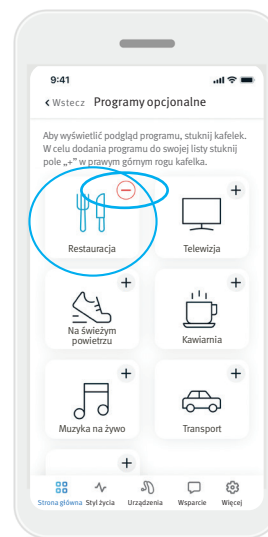 9:41
Wstecz Programy opcjonalne
Aby wyświetlić podgląd programu, stuknij kafelek.
W celu dodania programu do swojej listy stuknij
pole „+” w prawym górnym rogu kafelka.
Restauracja
Telewizja
Na świeżym
powietrzu
Kawiarnia
Muzyka na żywo
Transport
Strona główna Styl życia Urządzenia Wsparcie Więcej